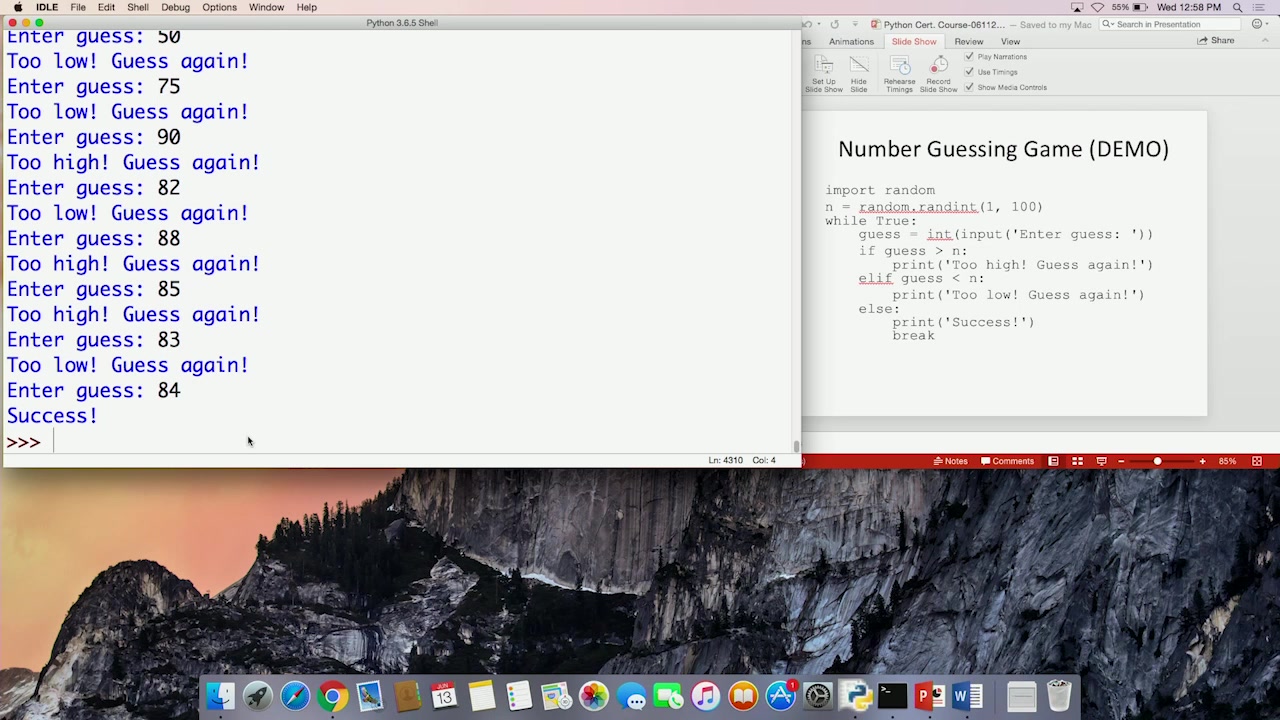 IDLE File Edit Shell Debug Options Window Help
55% Wed 12:58 PM
Python 3.6.5 Shell
Enter guess: 50
Too low! Guess again!
Enter guess: 75
Too low! Guess again!
Enter guess: 90
Too high! Guess again!
Enter guess: 82
Too low! Guess again!
Enter guess: 88
Too high! Guess again!
Enter guess: 85
Too high! Guess again!
Enter guess: 83
Too low! Guess again!
Enter guess: 84
Success!
>>>
Ln: 4310 Col: 4
Python Cert. Course-06112... — Saved to my Mac
Search in Presentation
ns Animations Slide Show Review View
Share
Set Up
Slide Show
Hide
Slide
Rehearse
Timings
Record
Slide Show
Play Narrations
Use Timings
Show Media Controls
Number Guessing Game (DEMO)
import random
n = random.randint(1, 100)
while True:
guess = int(input('Enter guess: '))
if guess > n:
print('Too high! Guess again!')
elif guess < n:
print('Too low! Guess again!')
else:
print('Success!')
break
Notes Comments 85%
JUN
13
1